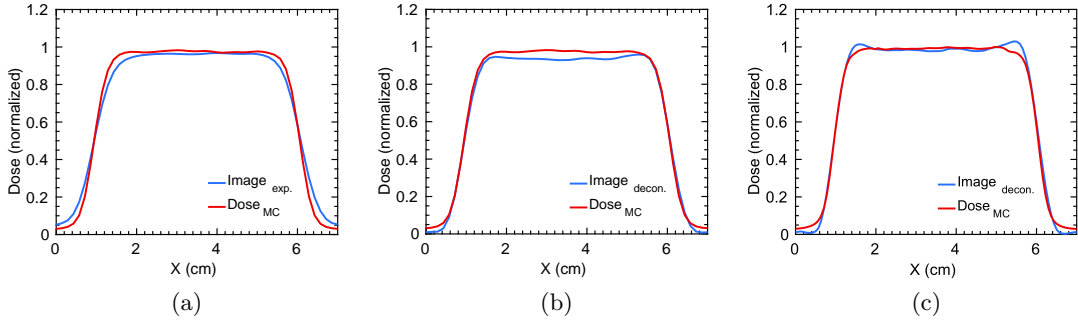 1.2
1
0.8
0.6
0.4
0.2
0
Dose (normalized)
Image exp.
Dose MC
0 2 4 6
X (cm)
(a)
1.2
1
0.8
0.6
0.4
0.2
0
Dose (normalized)
Image decon.
Dose MC
0 2 4 6
X (cm)
(b)
1.2
1
0.8
0.6
0.4
0.2
0
Dose (normalized)
Image decon.
Dose MC
0 2 4 6
X (cm)
(c)